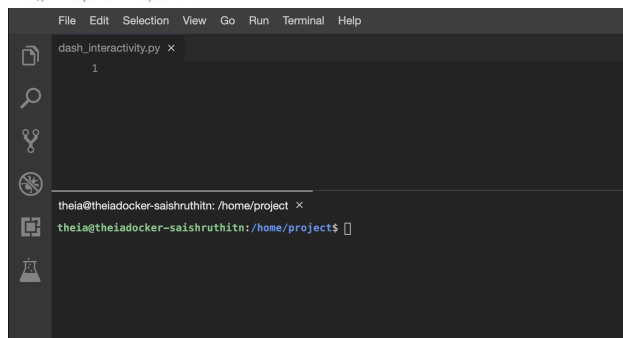 File Edit Selection View Go Run Terminal Help
dash_interactivity.py ×
1
theia@theiadocker-saishruthitn: /home/project ×
theia@theiadocker-saishruthitn:/home/project$